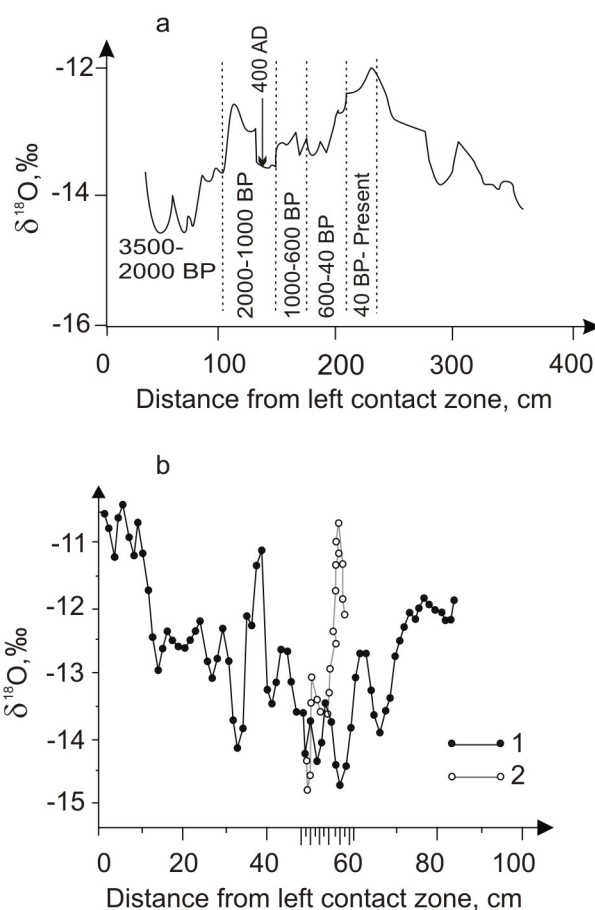 a
400 AD
-12
-14
-16
δ¹⁸O, ‰
3500-
2000 BP
2000-1000 BP
1000-600 BP
600-40 BP
40 BP- Present
0 100 200 300 400
Distance from left contact zone, cm
b
-11
-12
-13
-14
-15
δ¹⁸O, ‰
1
2
0 20 40 60 80 100
Distance from left contact zone, cm